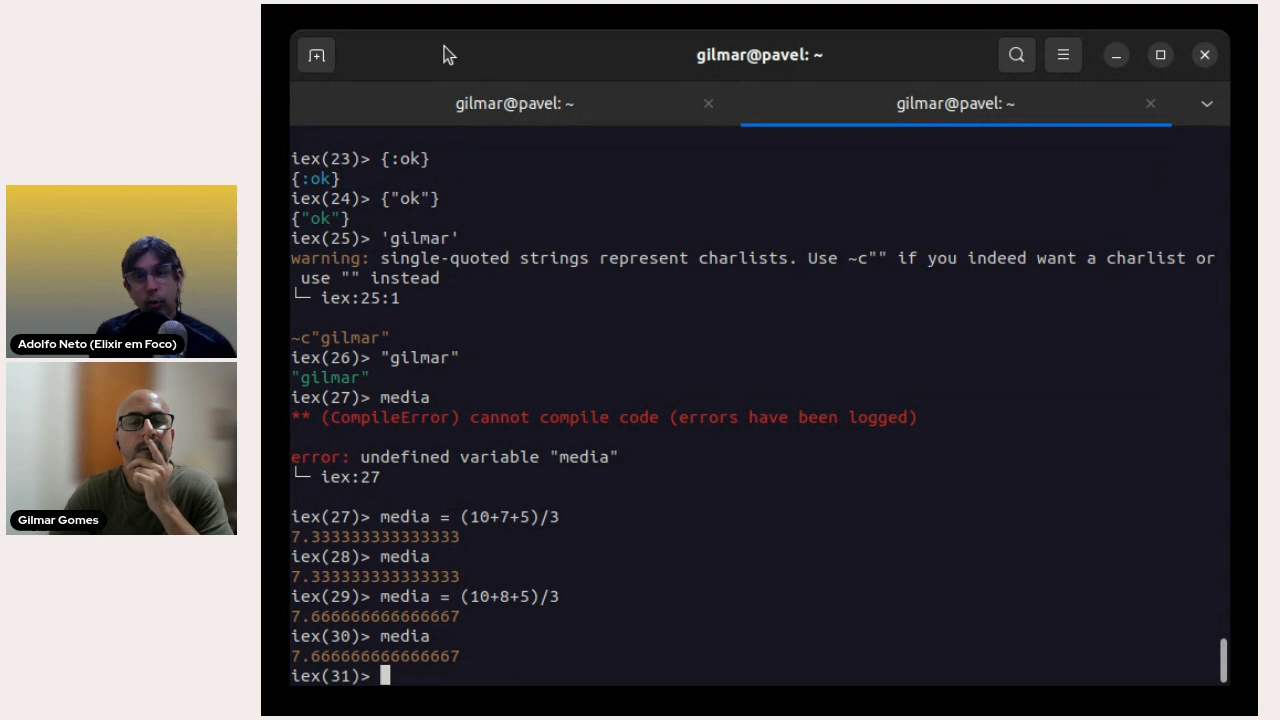 gilmar@pavel: ~
gilmar@pavel: ~
gilmar@pavel: ~
iex(23)> {:ok}
{:ok}
iex(24)> {"ok"}
{"ok"}
iex(25)> 'gilmar'
warning: single-quoted strings represent charlists. Use ~c"" if you indeed want a charlist or
use "" instead
└─ iex:25:1
~c"gilmar"
iex(26)> "gilmar"
"gilmar"
iex(27)> media
** (CompileError) cannot compile code (errors have been logged)
error: undefined variable "media"
└─ iex:27
iex(27)> media = (10+7+5)/3
7.333333333333333
iex(28)> media
7.333333333333333
iex(29)> media = (10+8+5)/3
7.666666666666667
iex(30)> media
7.666666666666667
iex(31)>
Adolfo Neto (Elixir em Foco)
Gilmar Gomes